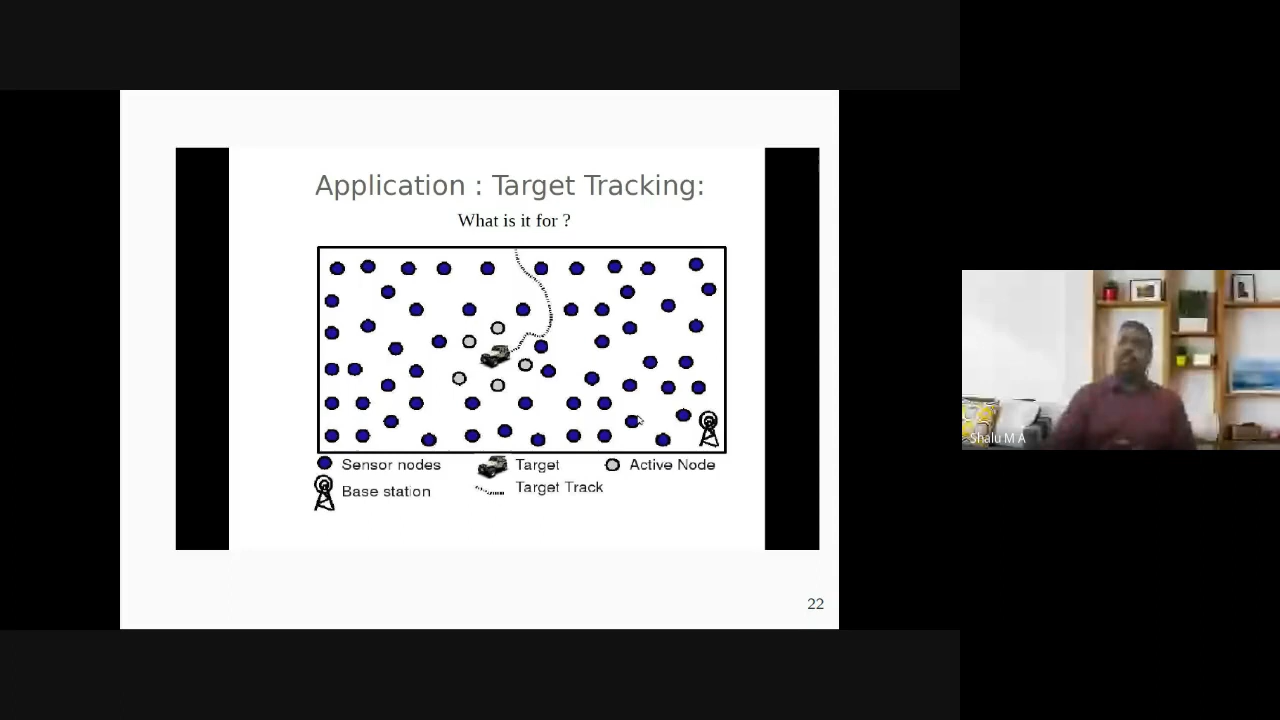 Application : Target Tracking:
What is it for ?
Sensor nodes
Target
Active Node
Base station
Target Track
22
Shalu M A